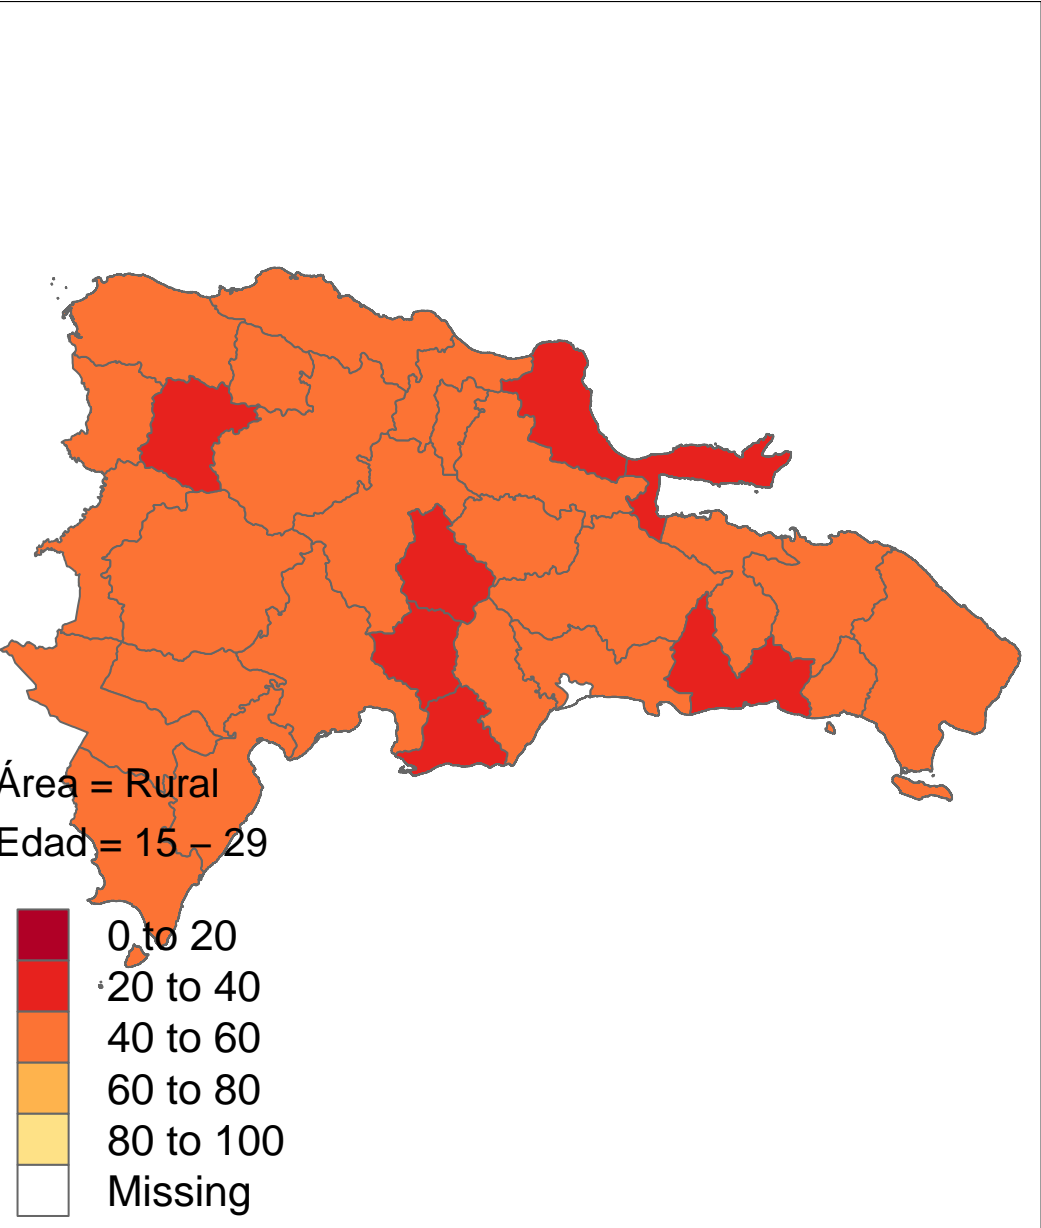 Área = Rural
Edad = 15 – 29
0 to 20
20 to 40
40 to 60
60 to 80
80 to 100
Missing